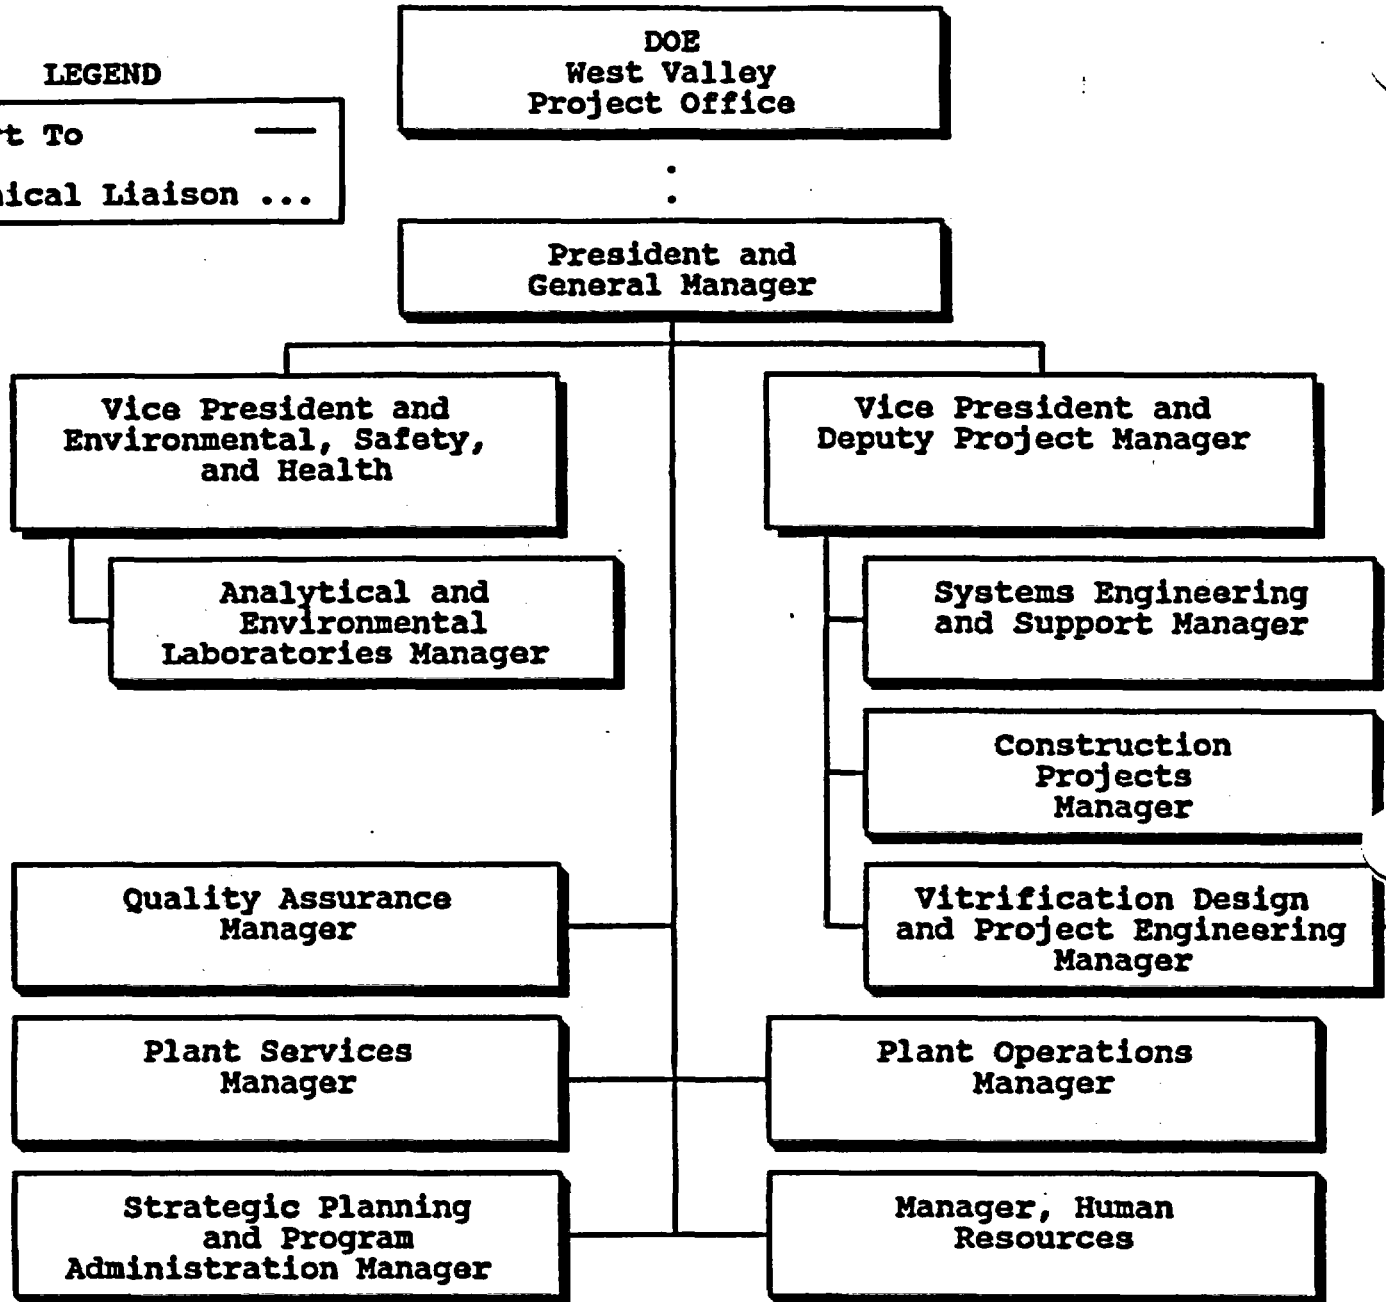 DOE
West Valley
Project Office
LEGEND
rt To
nical Liaison ...
President and
General Manager
Vice President and
Environmental, Safety,
and Health
Vice President and
Deputy Project Manager
Analytical and
Environmental
Laboratories Manager
Systems Engineering
and Support Manager
Construction
Projects
Manager
Quality Assurance
Manager
Vitrification Design
and Project Engineering
Manager
Plant Services
Manager
Plant Operations
Manager
Strategic Planning
and Program
Administration Manager
Manager, Human
Resources